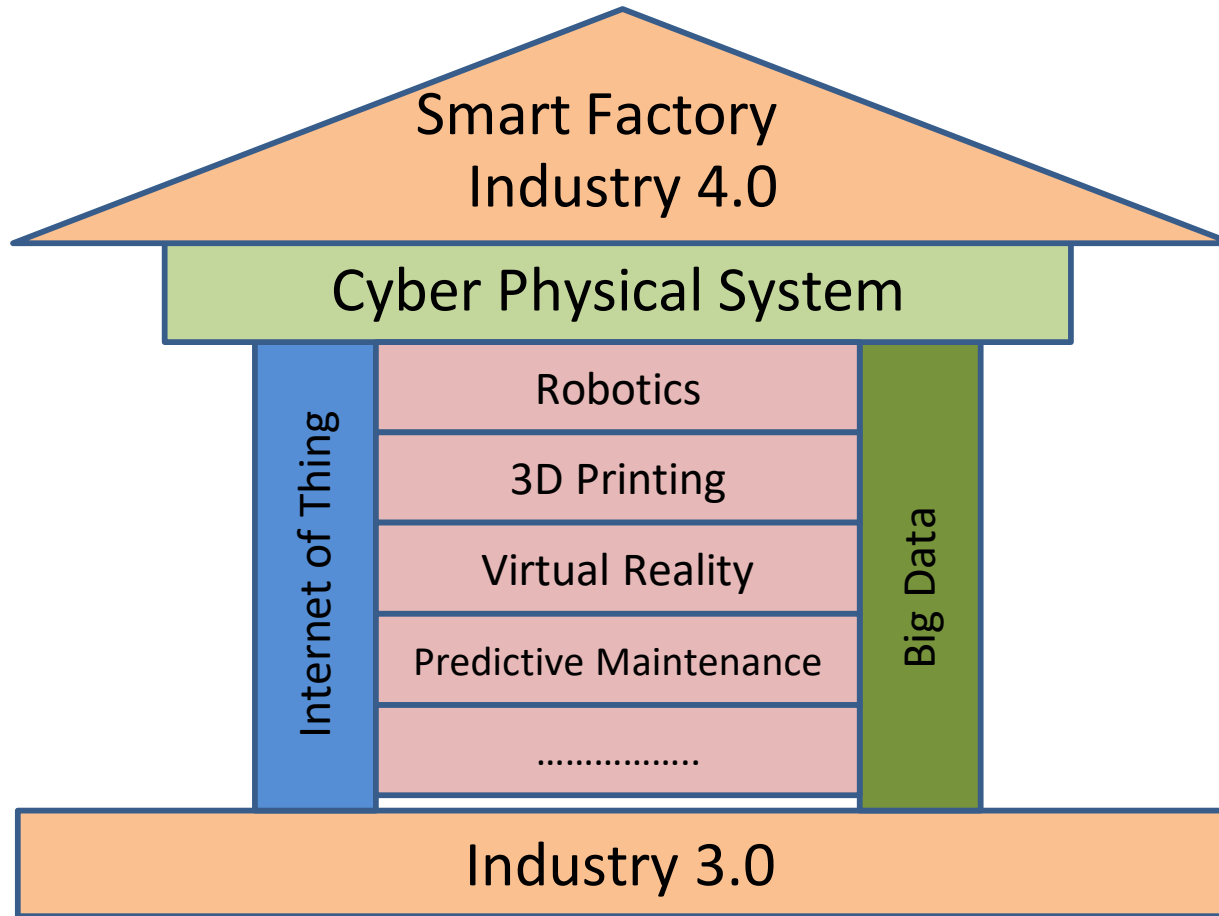 Smart Factory
Industry 4.0
Cyber Physical System
Internet of Thing
Robotics
3D Printing
Virtual Reality
Predictive Maintenance
……………..
Big Data
Industry 3.0